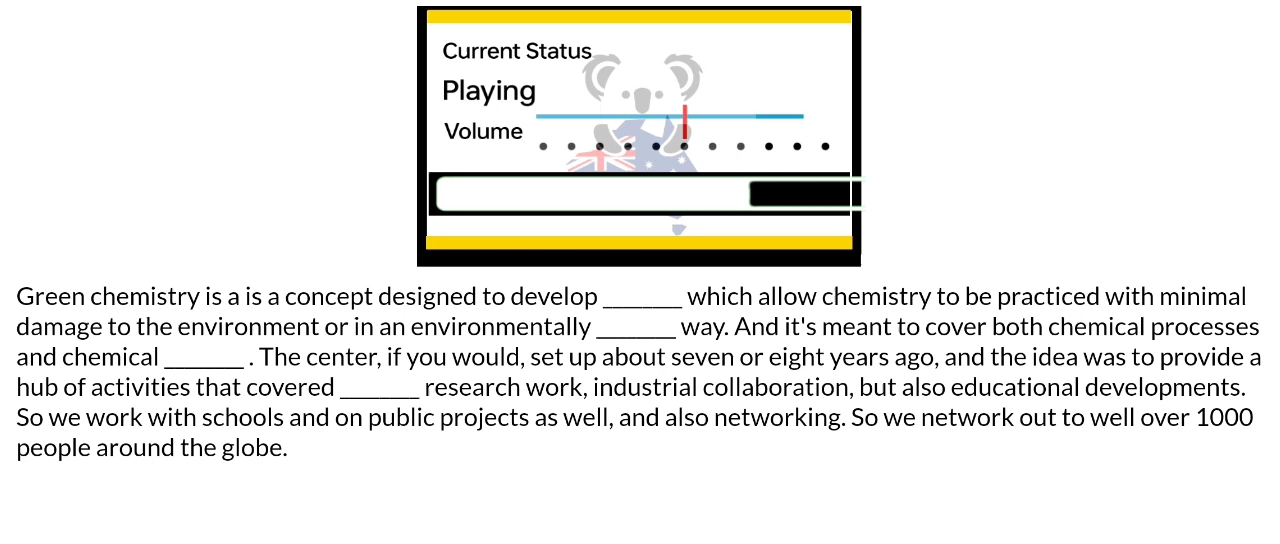 Current Status
Playing
Volume
Green chemistry is a is a concept designed to develop ________ which allow chemistry to be practiced with minimal
damage to the environment or in an environmentally ________ way. And it's meant to cover both chemical processes
and chemical ________ . The center, if you would, set up about seven or eight years ago, and the idea was to provide a
hub of activities that covered ________ research work, industrial collaboration, but also educational developments.
So we work with schools and on public projects as well, and also networking. So we network out to well over 1000
people around the globe.